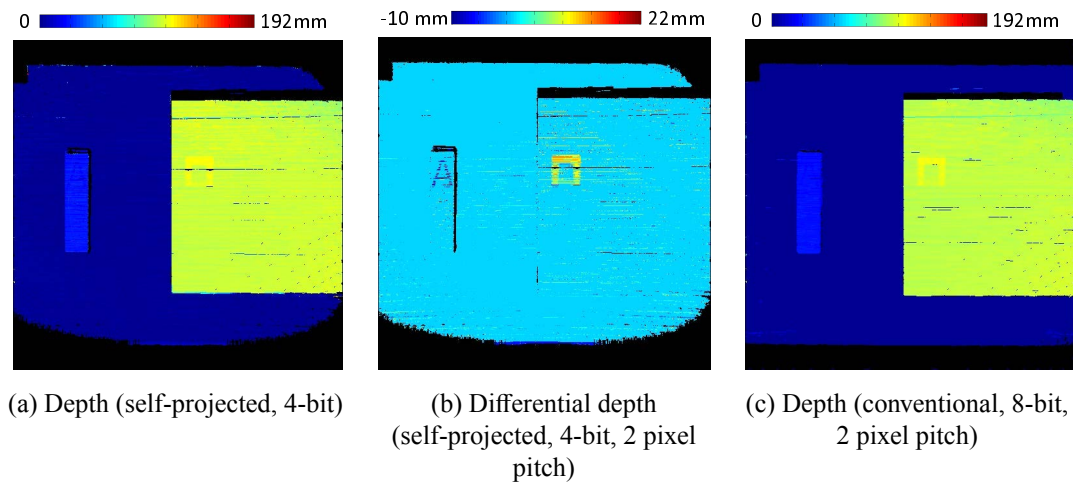 0 192mm
-10 mm 22mm
0 192mm
A
(a) Depth (self-projected, 4-bit)
(b) Differential depth
(self-projected, 4-bit, 2 pixel
pitch)
(c) Depth (conventional, 8-bit,
2 pixel pitch)